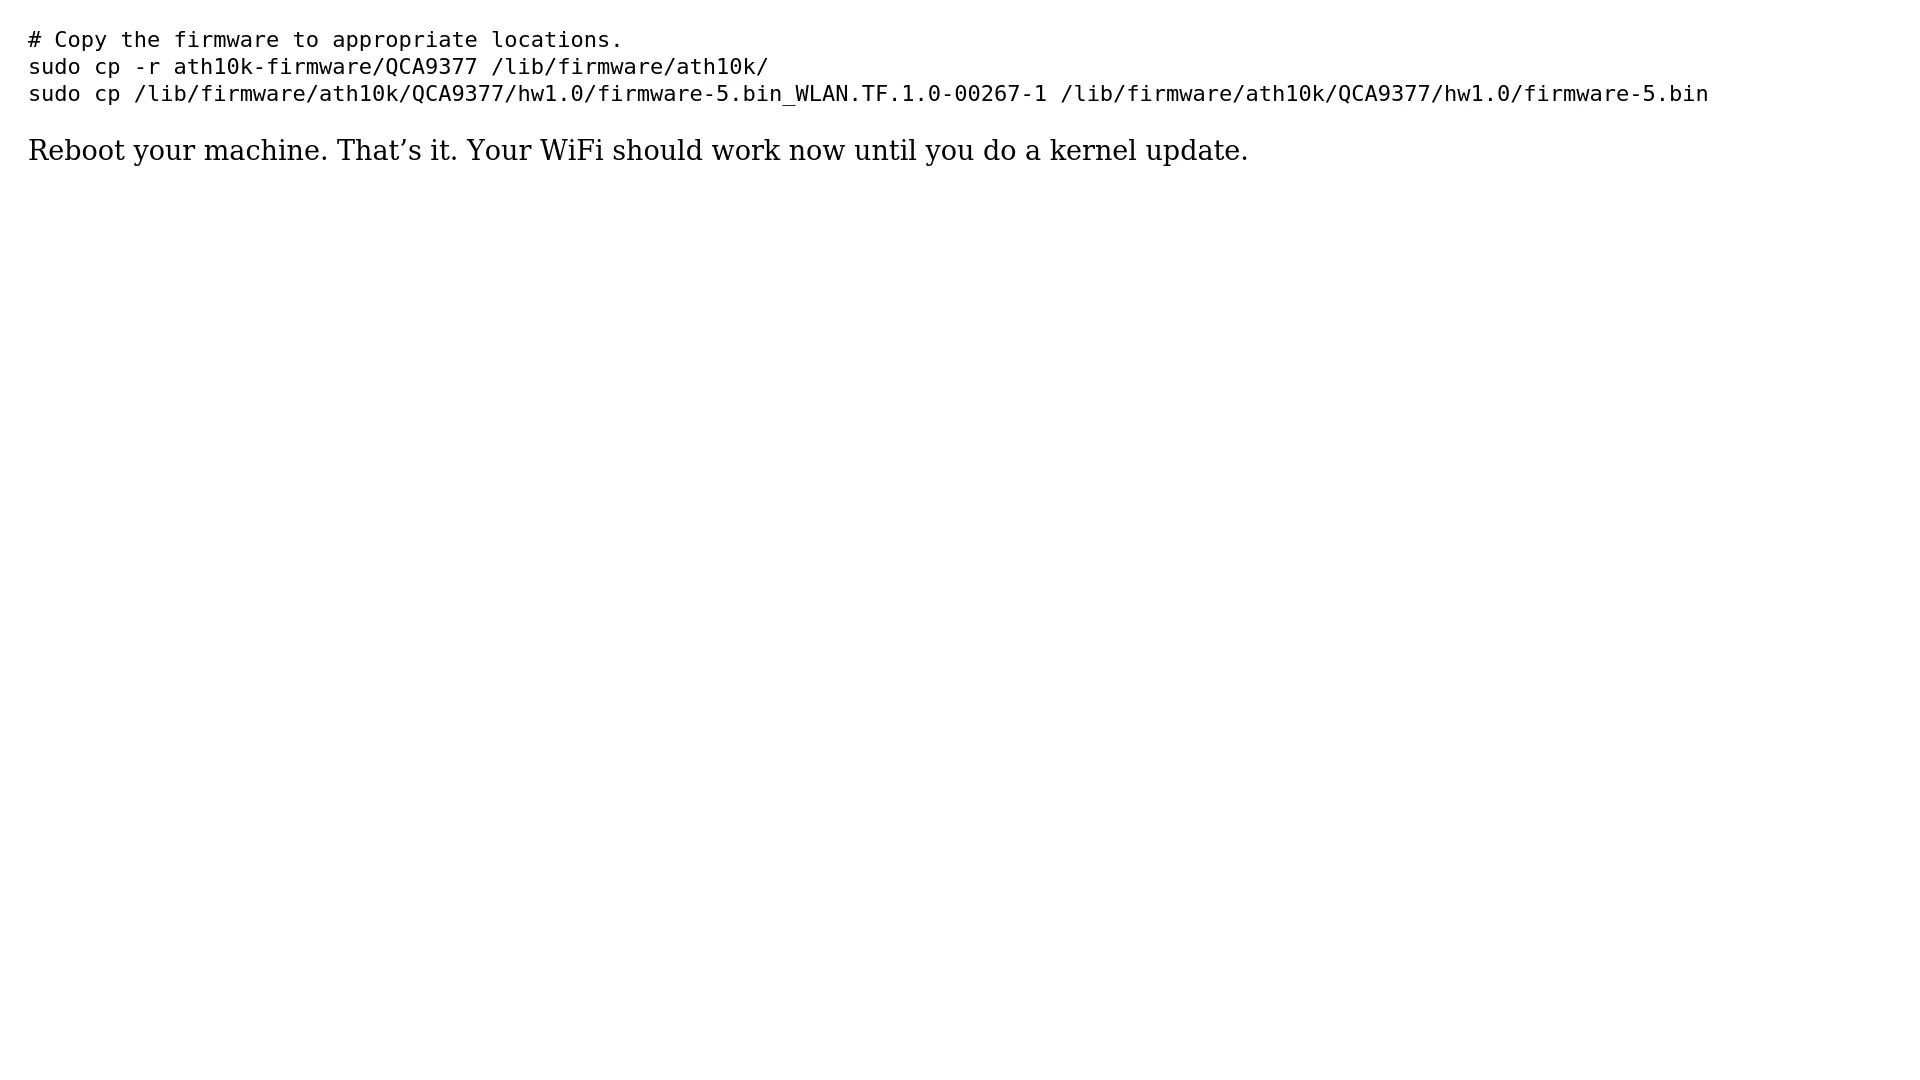 # Copy the firmware to appropriate locations.
sudo cp -r ath10k-firmware/QCA9377 /lib/firmware/ath10k/
sudo cp /lib/firmware/ath10k/QCA9377/hw1.0/firmware-5.bin_WLAN.TF.1.0-00267-1 /lib/firmware/ath10k/QCA9377/hw1.0/firmware-5.bin
Reboot your machine. That’s it. Your WiFi should work now until you do a kernel update.